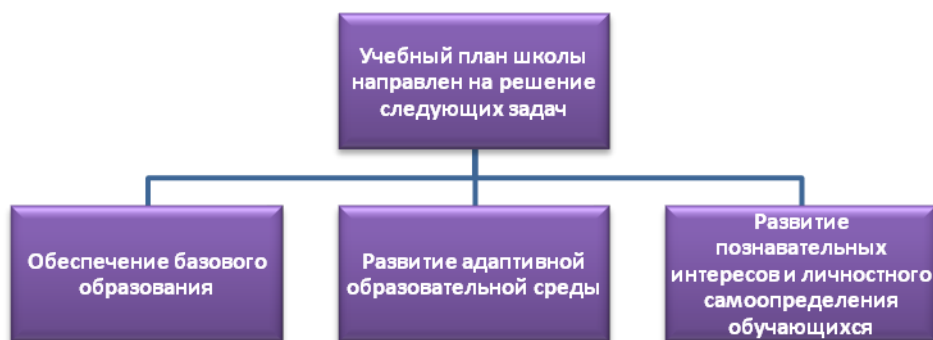 Учебный план школы
направлен на решение
следующих задач
Обеспечение базового
образования
Развитие адаптивной
образовательной среды
Развитие
познавательных
интересов и личностного
самоопределения
обучающихся